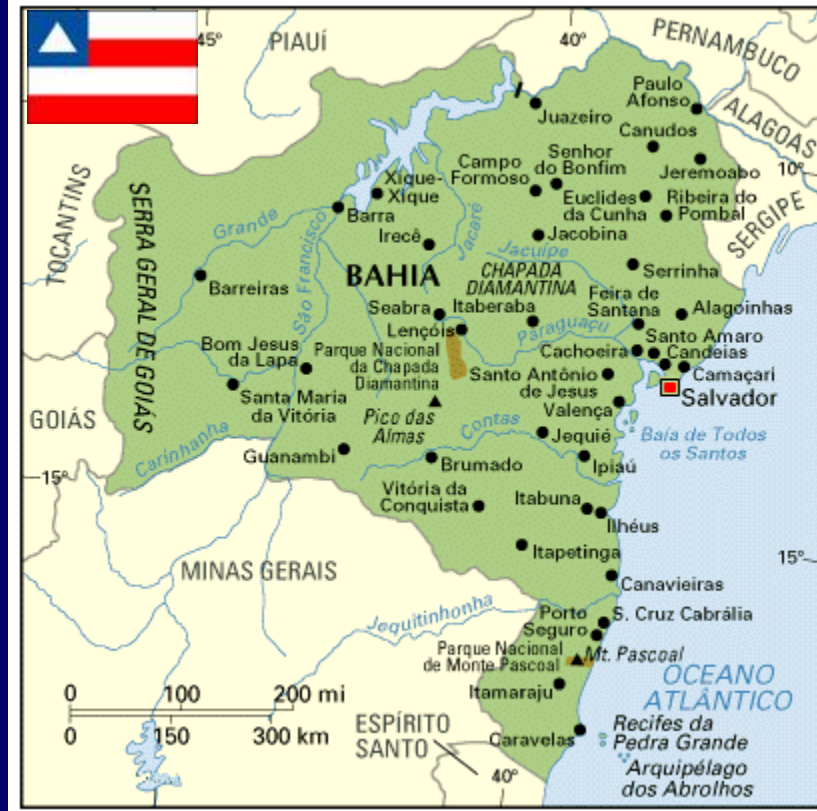 45°
PIAUÍ
40°
PERNAMBUCO
Paulo
Afonso
ALAGOAS
Juazeiro
Canudos
TOCANTINS
SERRA GERAL DE GOIÁS
Xique-
Xique
Campo
Formoso
Senhor
do Bonfim
Jeremoabo
10°
Euclides
da Cunha
Ribeira do
Pombal
SERGIPE
Grande
Barra
São Francisco
Irecê
Jacaré
Jacobina
Jacuípe
BAHIA
CHAPADA
DIAMANTINA
Serrinha
Barreiras
Feira de
Santana
Seabra
Itaberaba
Alagoinhas
Lençóis
Paraguaçu
Santo Amaro
Bom Jesus
da Lapa
Parque Nacional
da Chapada
Diamantina
Cachoeira
Candeias
Camaçari
Santo Antônio
de Jesus
Salvador
Santa Maria
da Vitória
Valença
GOIÁS
Pico das
Almas
Contas
Jequié
Baía de Todos
os Santos
Carinhanha
Guanambi
Brumado
Ipiaú
15°
Vitória da
Conquista
Itabuna
Ilhéus
Itapetinga
15°
MINAS GERAIS
Canavieiras
Jequitinhonha
Porto
Seguro
S. Cruz Cabrália
Parque Nacional
de Monte Pascoal
Mt. Pascoal
OCEANO
ATLÂNTICO
0 100 200 mi
0 150 300 km
Itamaraju
ESPÍRITO
SANTO
Caravelas
Recifes da
Pedra Grande
40°
Arquipélago
dos Abrolhos